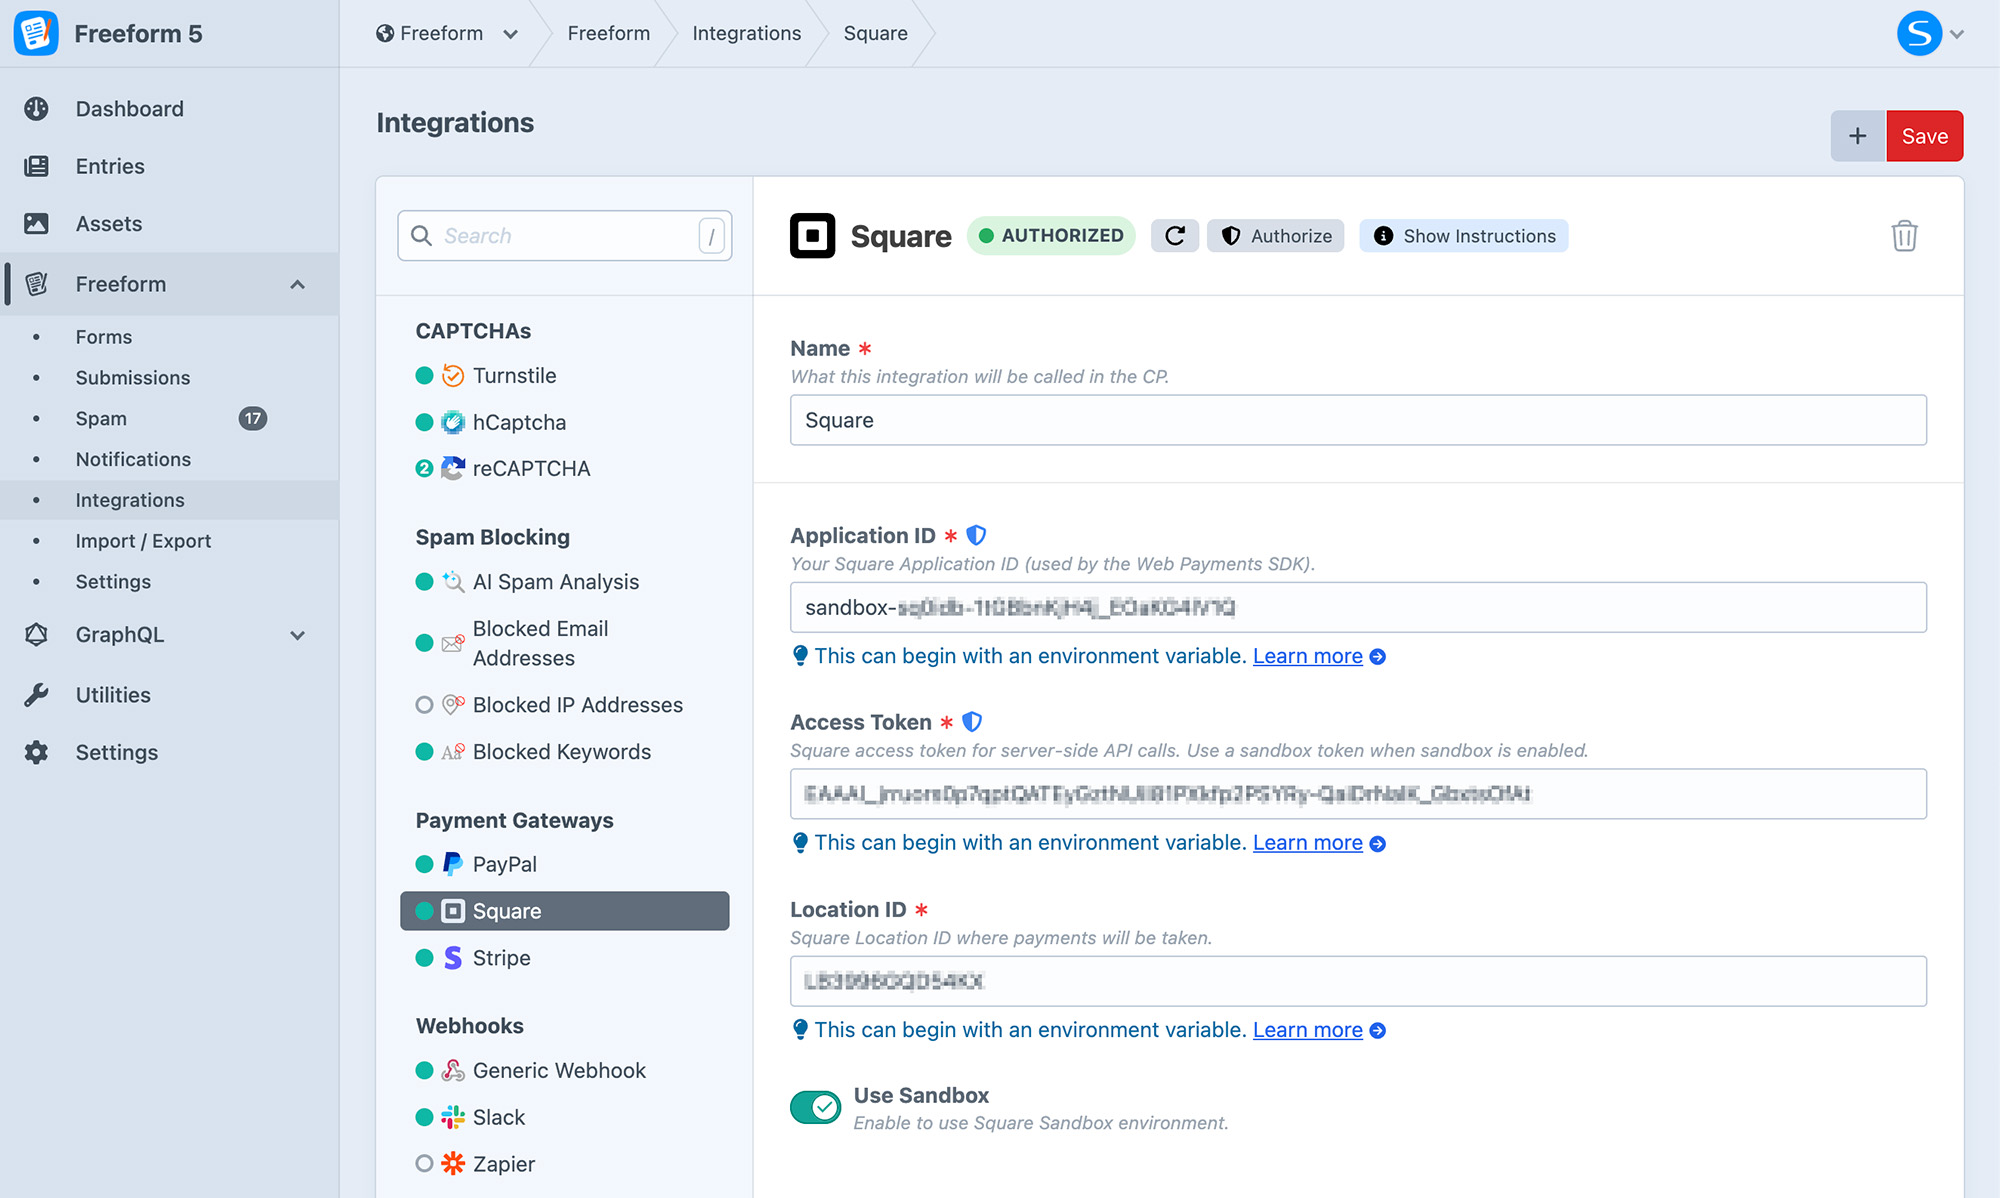 Freeform 5
Freeform
Freeform
Integrations
Square
S
Dashboard
Entries
Assets
Freeform
Forms
Submissions
Spam 17
Notifications
Integrations
Import / Export
Settings
GraphQL
Utilities
Settings
Integrations
+ Save
Search /
CAPTCHAs
Turnstile
hCaptcha
2 reCAPTCHA
Spam Blocking
AI Spam Analysis
Blocked Email
Addresses
Blocked IP Addresses
Blocked Keywords
Payment Gateways
PayPal
Square
Stripe
Webhooks
Generic Webhook
Slack
Zapier
Square AUTHORIZED Authorize Show Instructions
Name *
What this integration will be called in the CP.
Square
Application ID *
Your Square Application ID (used by the Web Payments SDK).
sandbox-
This can begin with an environment variable. Learn more
Access Token *
Square access token for server-side API calls. Use a sandbox token when sandbox is enabled.
This can begin with an environment variable. Learn more
Location ID *
Square Location ID where payments will be taken.
This can begin with an environment variable. Learn more
Use Sandbox
Enable to use Square Sandbox environment.